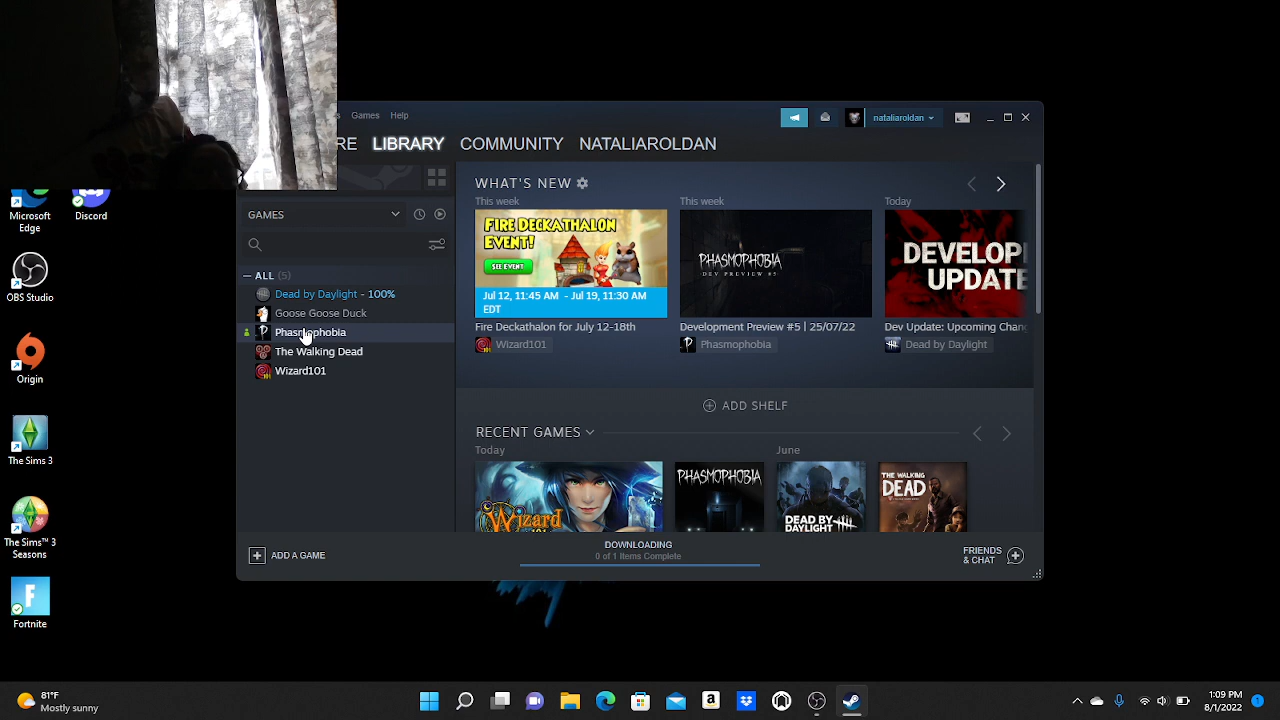 s Games Help
nataliaroldan
RE LIBRARY COMMUNITY NATALIAROLDAN
Microsoft
Edge
Discord
OBS Studio
Origin
The Sims 3
The Sims™ 3
Seasons
F
Fortnite
GAMES
ALL (5)
Dead by Daylight - 100%
Goose Goose Duck
Phasmophobia
The Walking Dead
Wizard101
WHAT'S NEW
This week
This week
Today
FIRE DECKATHALON
EVENT!
SEE EVENT
Jul 12, 11:45 AM - Jul 19, 11:30 AM
EDT
Fire Deckathalon for July 12-18th
Wizard101
PHASMOPHOBIA
DEV PREVIEW #5
Development Preview #5 | 25/07/22
Phasmophobia
DEVELOPI
UPDATE
Dev Update: Upcoming Chang
Dead by Daylight
ADD SHELF
RECENT GAMES
Today
June
Wizard
101
PHASMOPHOBIA
DEAD BY
DAYLIGHT
THE WALKING
DEAD
ADD A GAME
DOWNLOADING
0 of 1 Items Complete
FRIENDS
& CHAT
81°F
Mostly sunny
1:09 PM
8/1/2022
1